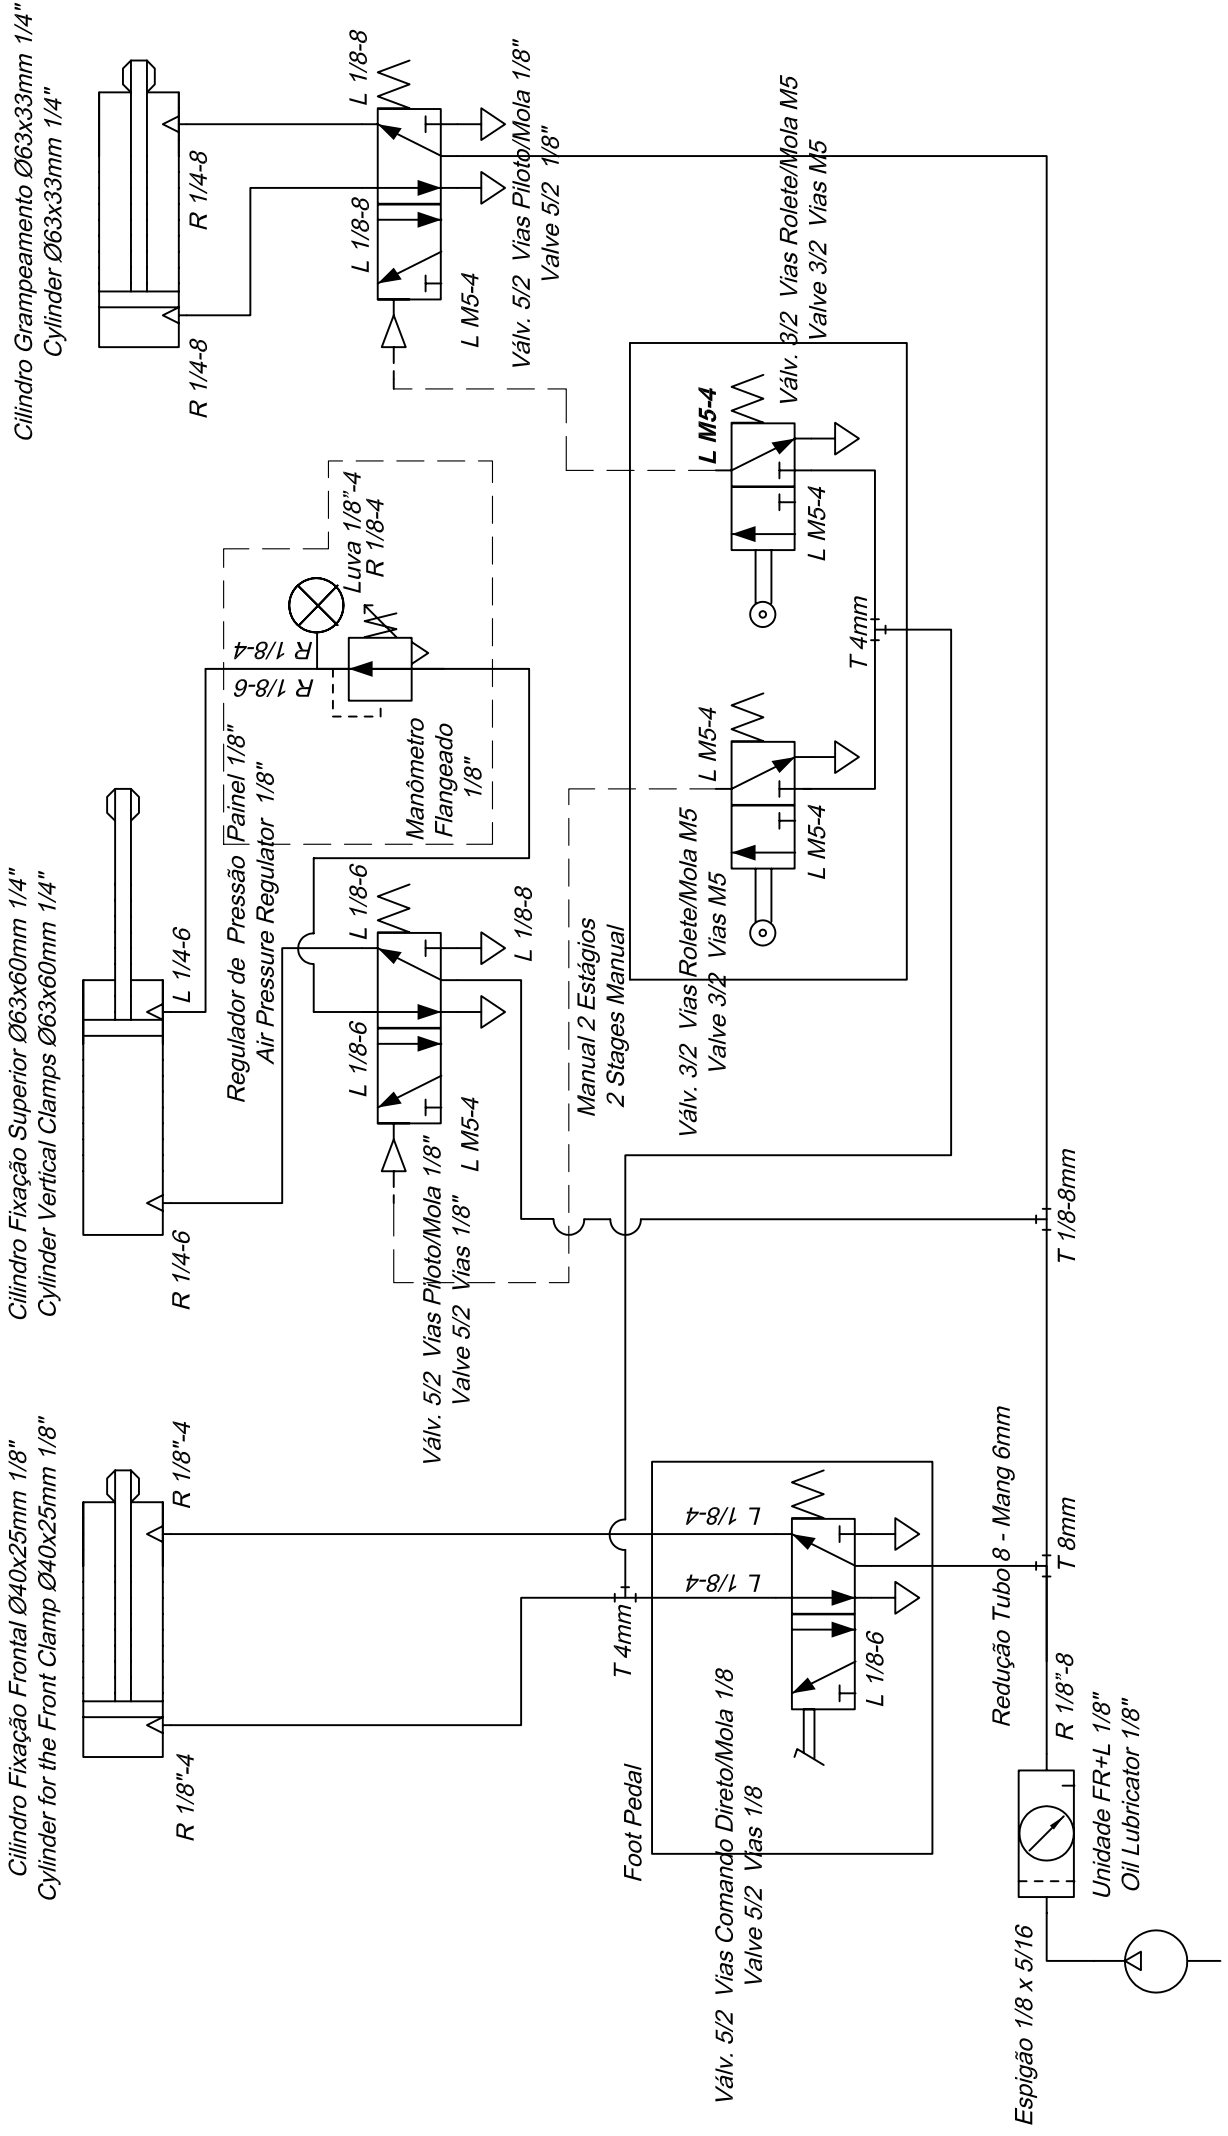 Cilindro Fixação Frontal Ø40x25mm 1/8"
Cylinder for the Front Clamp Ø40x25mm 1/8"
R 1/8"-4
R 1/8"-4
Cilindro Fixação Superior Ø63x60mm 1/4"
Cylinder Vertical Clamps Ø63x60mm 1/4"
R 1/4-6
L 1/4-6
Cilindro Grampeamento Ø63x33mm 1/4"
Cylinder Ø63x33mm 1/4"
R 1/4-8
R 1/4-8
Regulador de Pressão Painel 1/8"
Air Pressure Regulator 1/8"
R 1/8-6
R 1/8-4
Luva 1/8”-4
R 1/8-4
Manômetro
Flangeado
1/8"
L 1/8-6
L 1/8-6
L M5-4
L 1/8-8
Válv. 5/2 Vias Piloto/Mola 1/8"
Valve 5/2 Vias 1/8"
L 1/8-8
L 1/8-8
L M5-4
Válv. 5/2 Vias Piloto/Mola 1/8"
Valve 5/2 1/8"
Manual 2 Estágios
2 Stages Manual
Válv. 3/2 Vias Rolete/Mola M5
Valve 3/2 Vias M5
L M5-4
L M5-4
Válv. 3/2 Vias Rolete/Mola M5
Valve 3/2 Vias M5
L M5-4
L M5-4
T 4mm
T 4mm
Foot Pedal
L 1/8-4
L 1/8-4
L 1/8-6
Válv. 5/2 Vias Comando Direto/Mola 1/8
Valve 5/2 Vias 1/8
Redução Tubo 8 - Mang 6mm
T 8mm
T 1/8-8mm
R 1/8”-8
Unidade FR+L 1/8"
Oil Lubricator 1/8"
Espigão 1/8 x 5/16